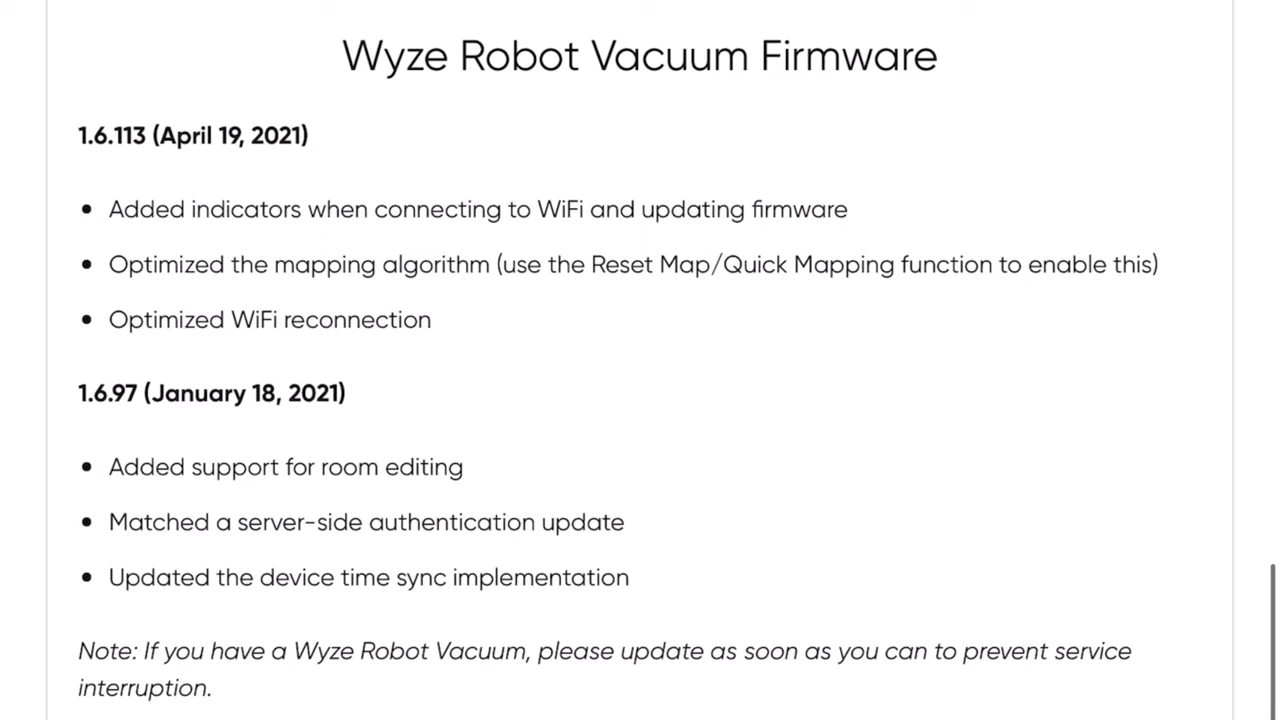 Wyze Robot Vacuum Firmware
1.6.113 (April 19, 2021)
• Added indicators when connecting to WiFi and updating firmware
• Optimized the mapping algorithm (use the Reset Map/Quick Mapping function to enable this)
• Optimized WiFi reconnection
1.6.97 (January 18, 2021)
• Added support for room editing
• Matched a server-side authentication update
• Updated the device time sync implementation
Note: If you have a Wyze Robot Vacuum, please update as soon as you can to prevent service
interruption.